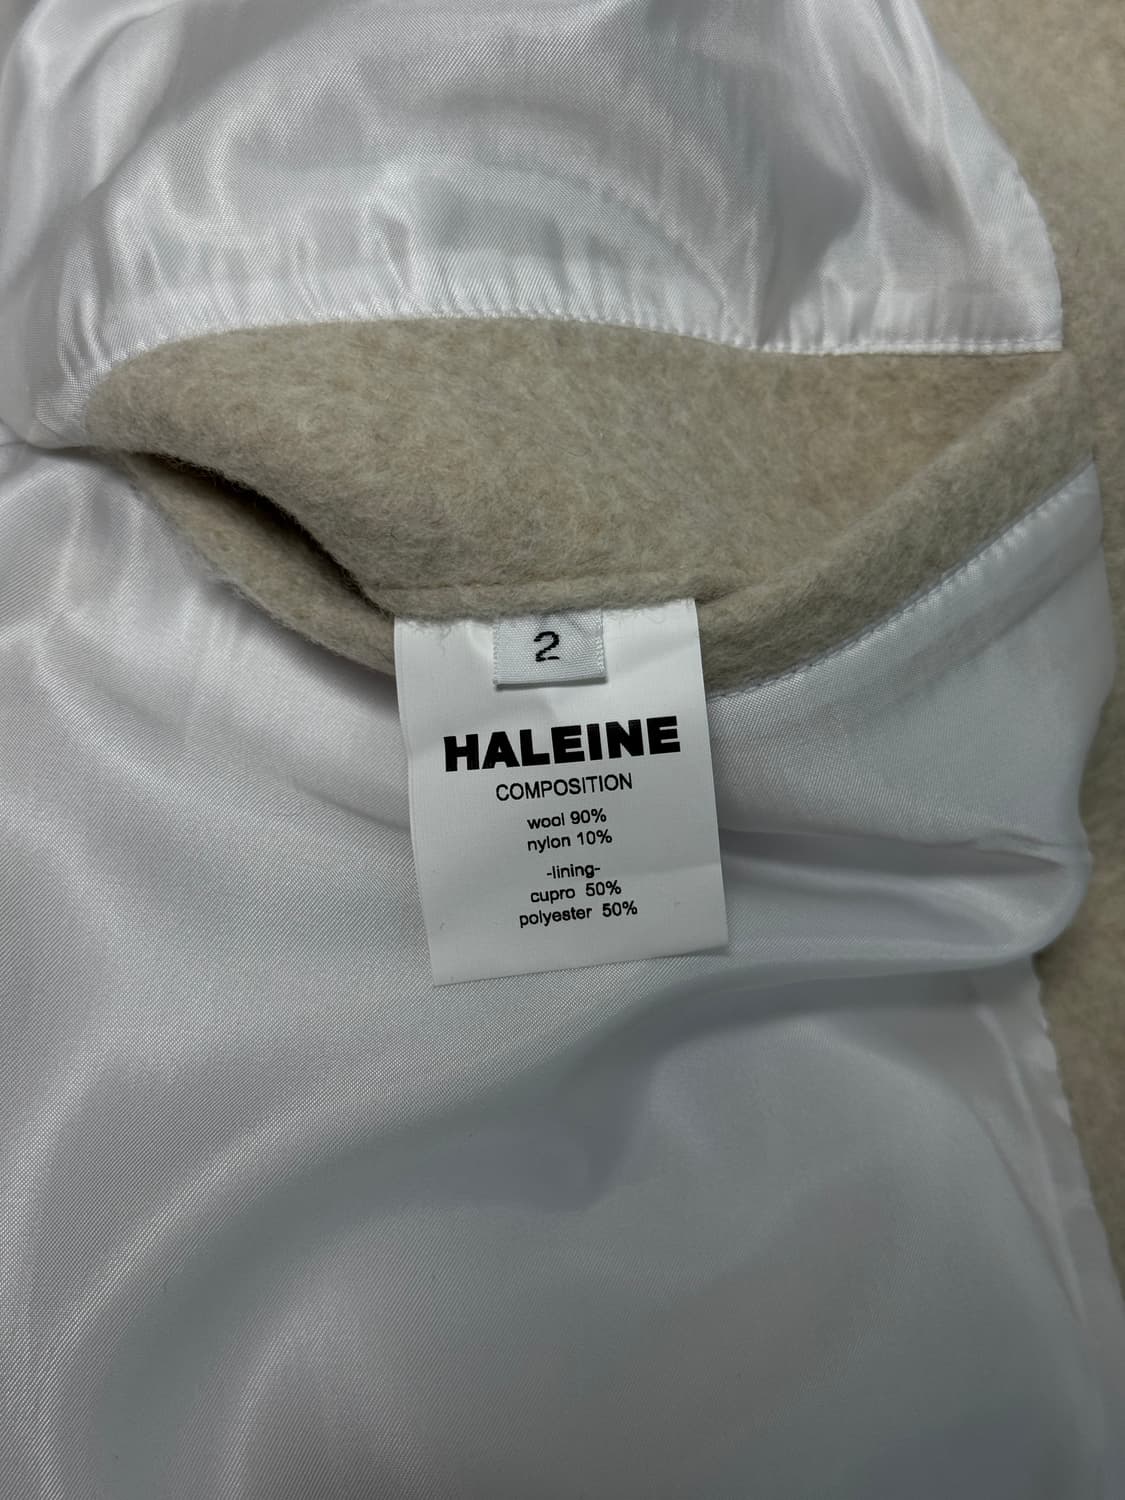 2
HALEINE
COMPOSITION
wool 90%
nylon 10%
-lining-
cupro 50%
polyester 50%